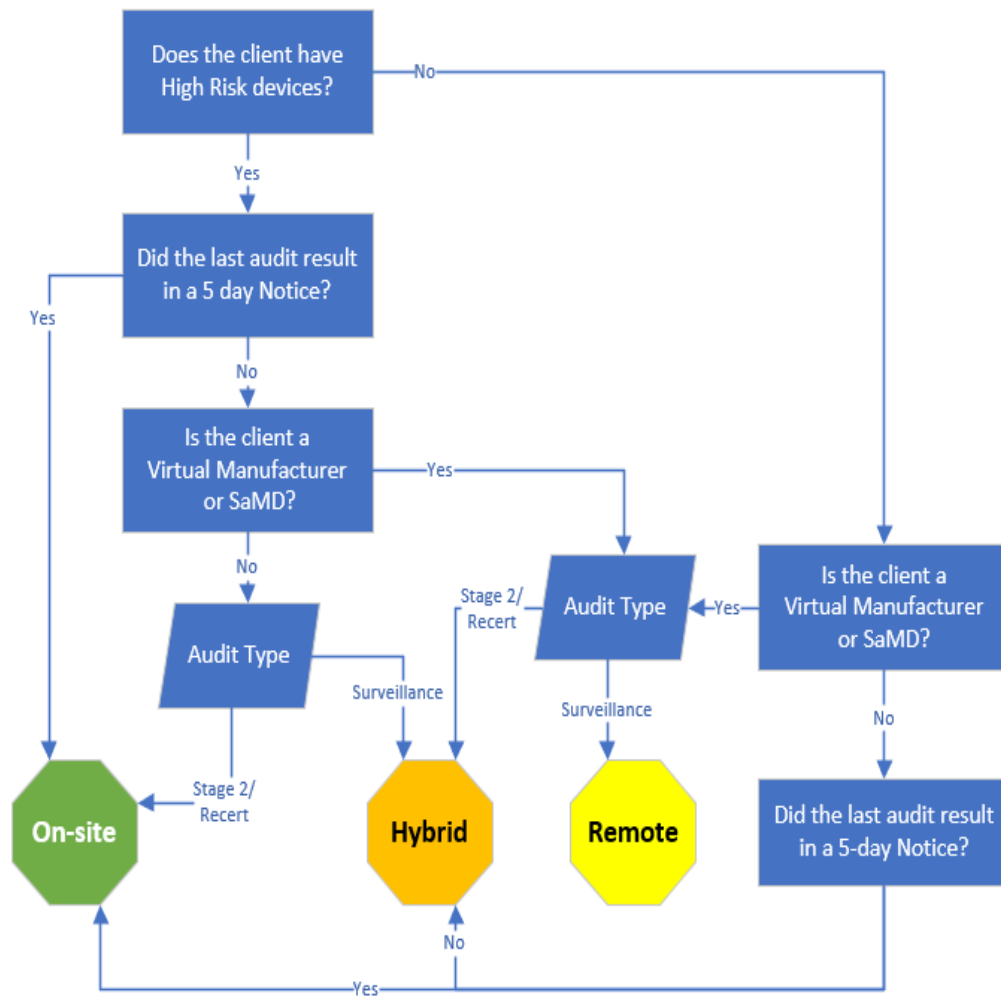 Does the client have
High Risk devices?
No
Yes
Did the last audit result
in a 5 day Notice?
Yes
No
Is the client a
Virtual Manufacturer
or SaMD?
Yes
No
Audit Type
Stage 2/
Recert
Audit Type
Yes
Is the client a
Virtual Manufacturer
or SaMD?
Surveillance
Surveillance
No
Stage 2/
Recert
On-site
Hybrid
Remote
Did the last audit result
in a 5-day Notice?
No
Yes